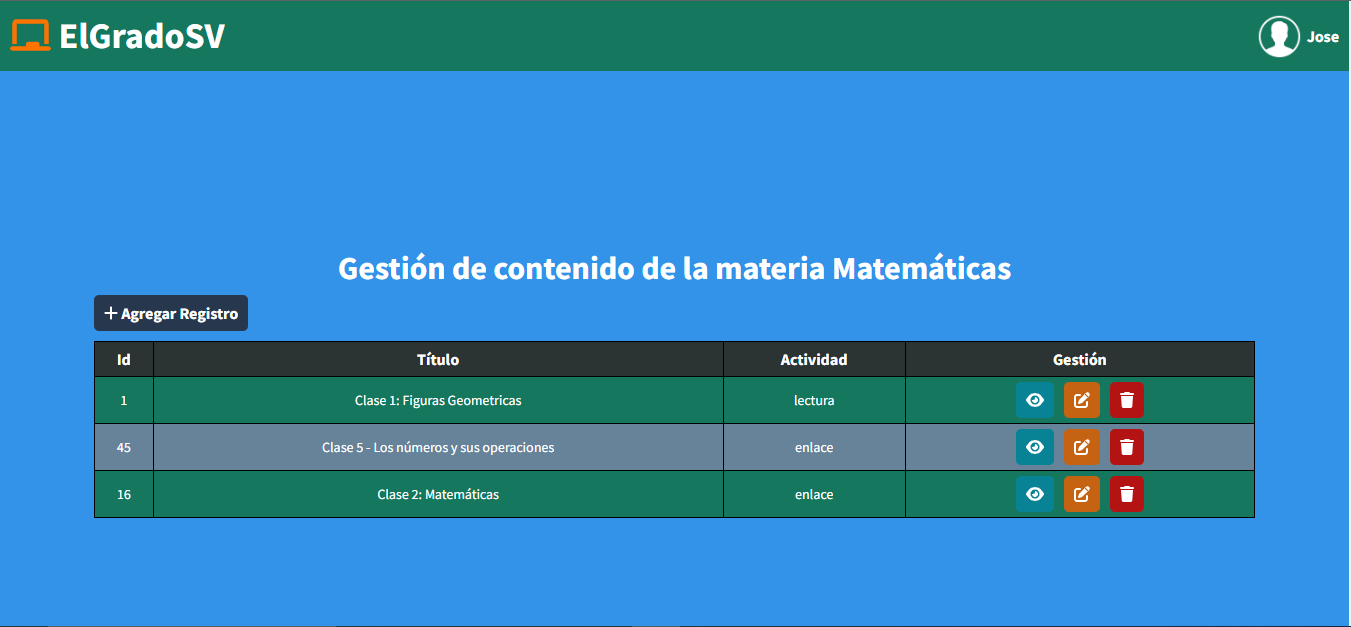 ElGradoSV
Jose
Gestión de contenido de la materia Matemáticas
Agregar Registro
Id Título Actividad Gestión
1 Clase 1: Figuras Geometricas lectura
45 Clase 5 - Los números y sus operaciones enlace
16 Clase 2: Matemáticas enlace